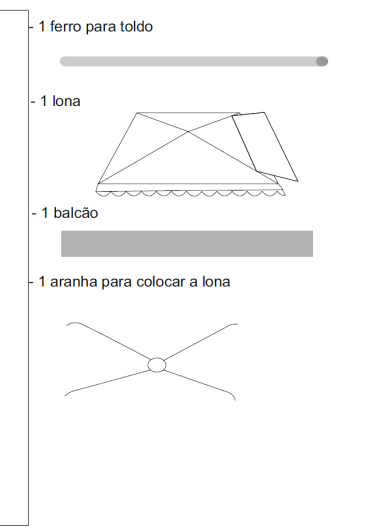 - 1 ferro para toldo
- 1 lona
- 1 balcão
- 1 aranha para colocar a lona